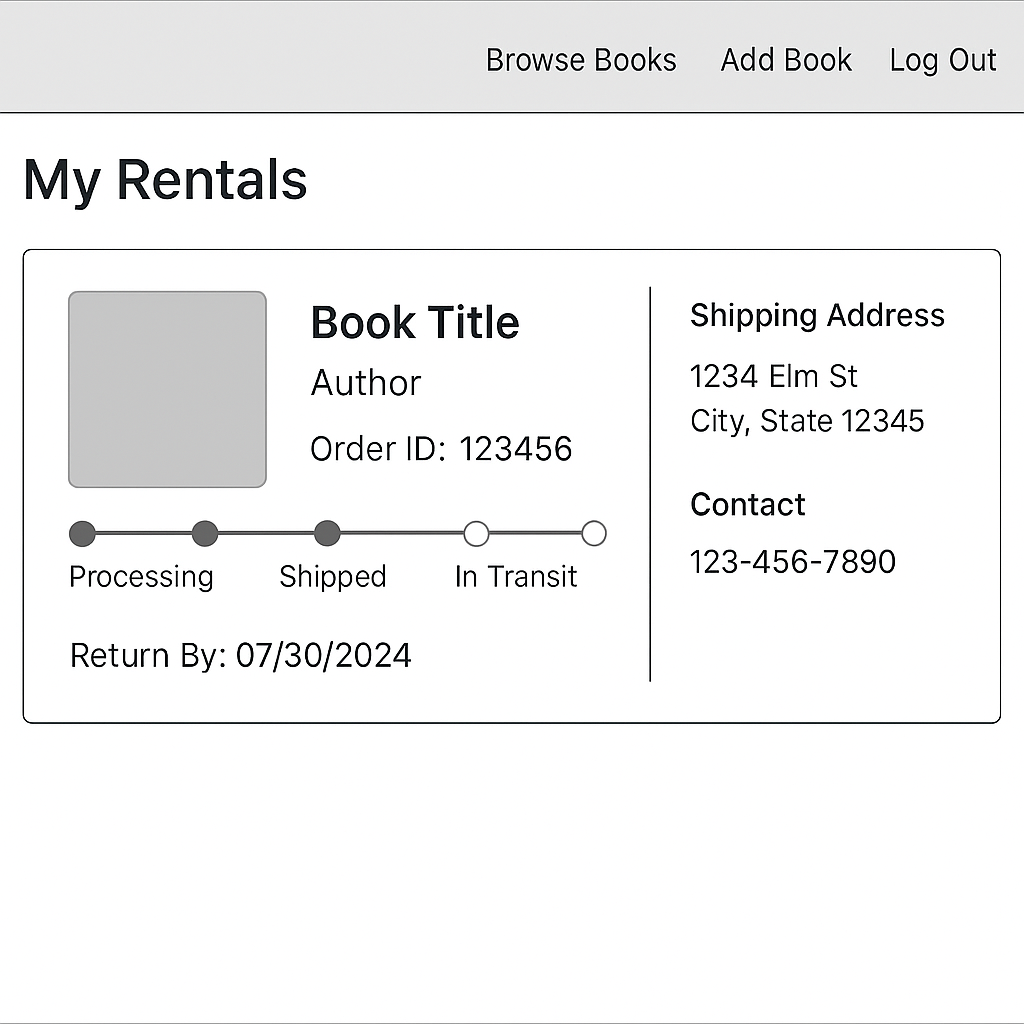 Browse Books Add Book Log Out
My Rentals
Book Title
Author
Order ID: 123456
Processing Shipped In Transit
Return By: 07/30/2024
Shipping Address
1234 Elm St
City, State 12345
Contact
123-456-7890